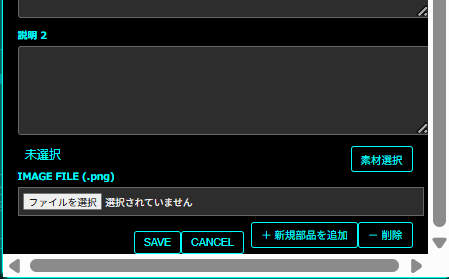 説明 2
未選択
素材選択
IMAGE FILE (.png)
ファイルを選択 選択されていません
SAVE CANCEL ＋ 新規部品を追加 － 削除